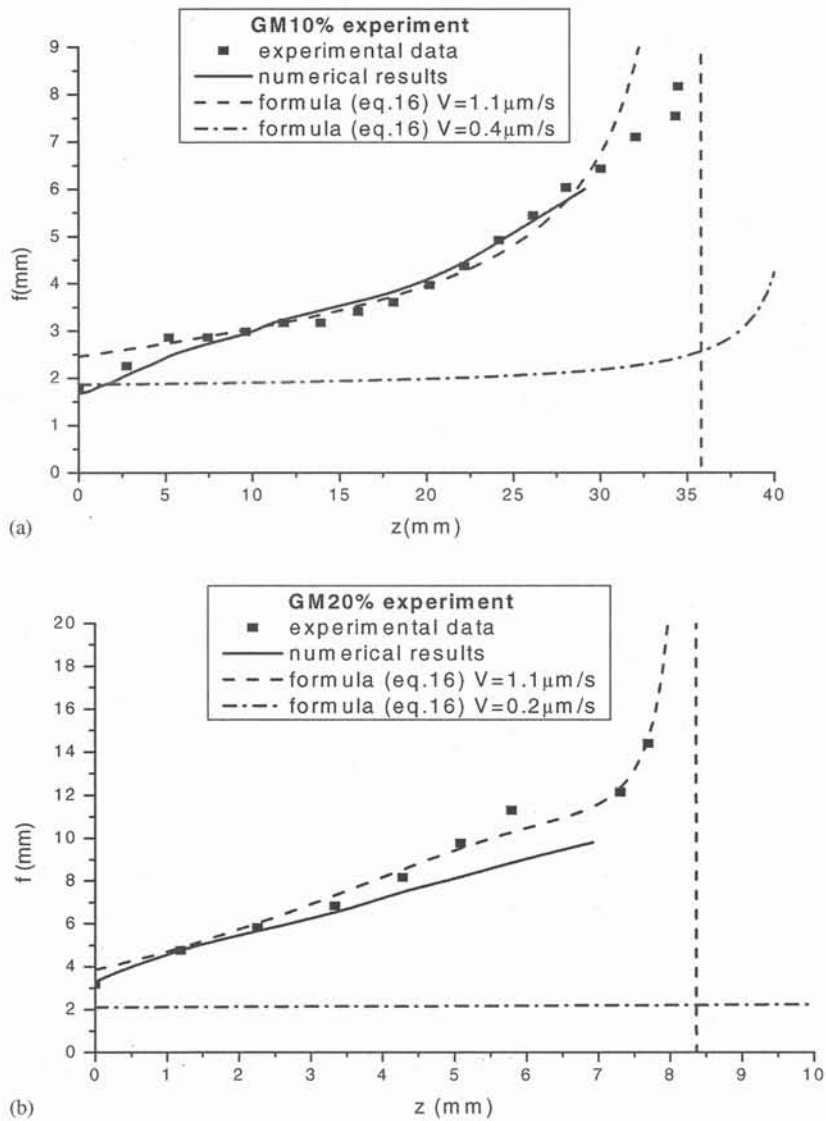 GM10% experiment
experimental data
numerical results
formula (eq.16) V=1.1μm/s
formula (eq.16) V=0.4μm/s
9
8
7
6
5
4
3
2
1
0
f(mm)
0 5 10 15 20 25 30 35 40
z(mm)
(a)
GM20% experiment
experimental data
numerical results
formula (eq.16) V=1.1μm/s
formula (eq.16) V=0.2μm/s
20
18
16
14
12
10
8
6
4
2
0
f (mm)
0 1 2 3 4 5 6 7 8 9 10
z (mm)
(b)